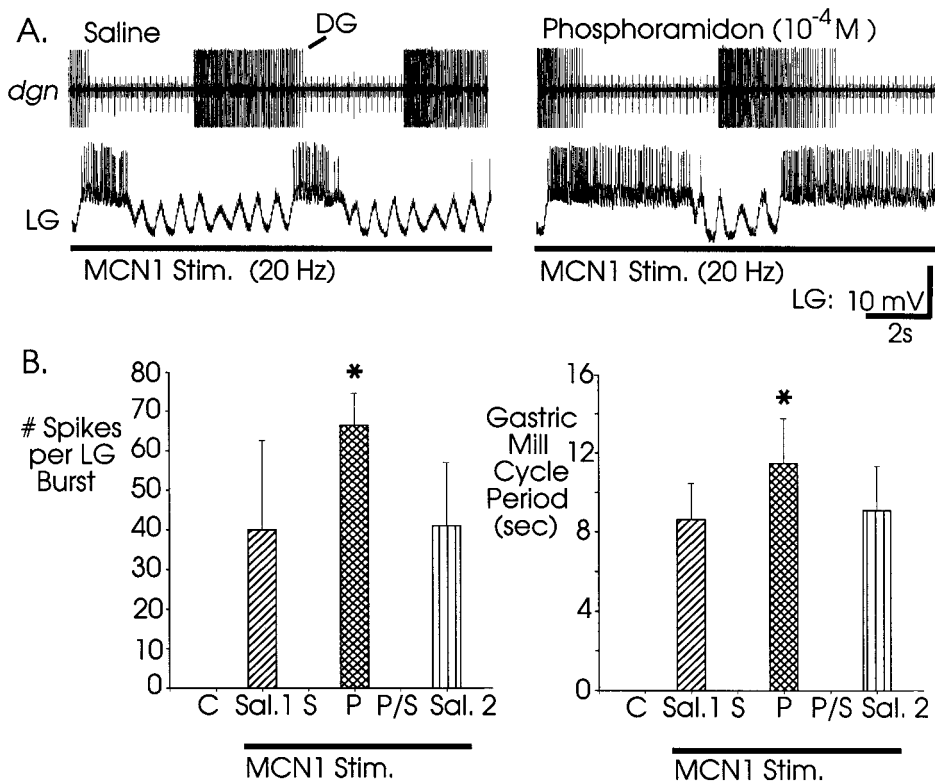 A.
Saline
DG
Phosphoramidon (10⁻⁴ M )
dgn
LG
MCN1 Stim. (20 Hz)
MCN1 Stim. (20 Hz)
LG: 10 mV
2s
B.
# Spikes
per LG
Burst
80
70
60
50
40
30
20
10
0
*
C Sal.1 S P P/S Sal. 2
MCN1 Stim.
Gastric
Mill
Cycle
Period
(sec)
16
12
8
4
0
*
C Sal.1 S P P/S Sal. 2
MCN1 Stim.